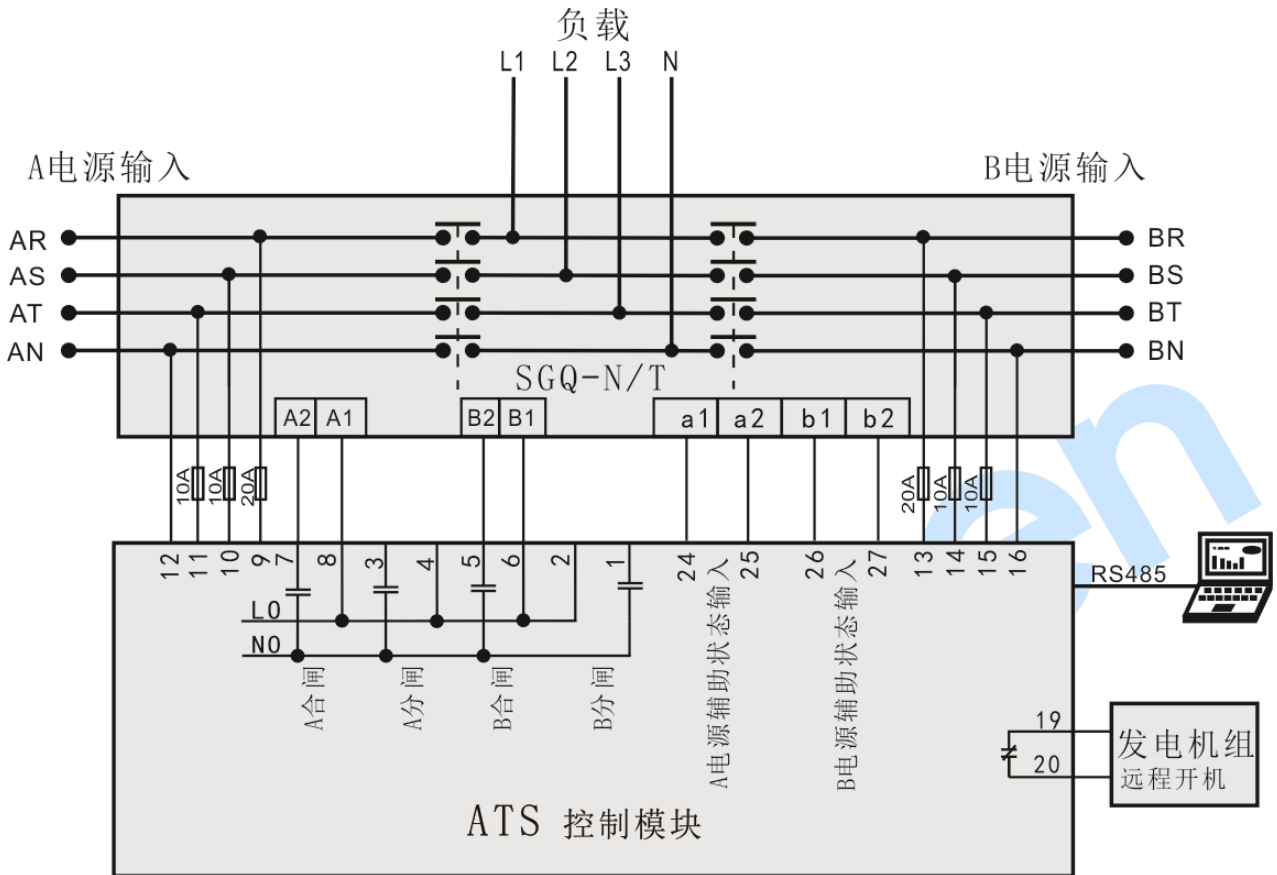 负载
L1 L2 L3 N
A电源输入
B电源输入
AR
BR
AS
BS
AT
BT
AN
BN
SGQ-N/T
A2 A1 B2 B1 a1 a2 b1 b2
10A 10A 20A 20A 10A 10A
12 11 10 9 7 8 3 4 5 6 2 1 24 25 26 27 13 14 15 16
RS485
L0
N0
A合闸
A分闸
B合闸
B分闸
A电源辅助状态输入
B电源辅助状态输入
19
20
发电机组
远程开机
ATS 控制模块
en